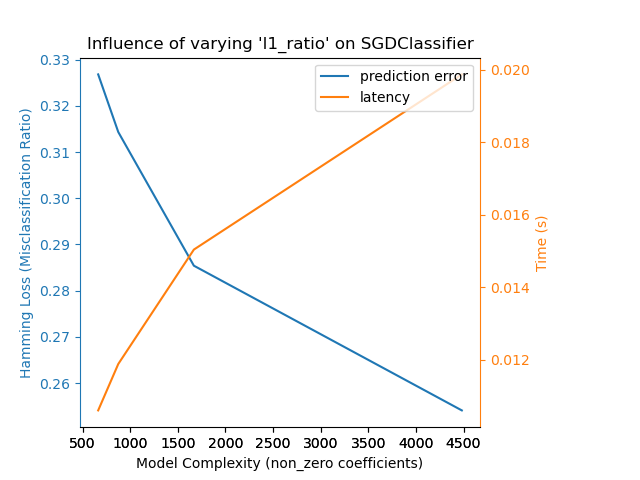 Influence of varying 'l1_ratio' on SGDClassifier
prediction error
latency
Hamming Loss (Misclassification Ratio)
0.33
0.32
0.31
0.30
0.29
0.28
0.27
0.26
0.020
0.018
0.016
0.014
0.012
Time (s)
500 1000 1500 2000 2500 3000 3500 4000 4500
Model Complexity (non_zero coefficients)